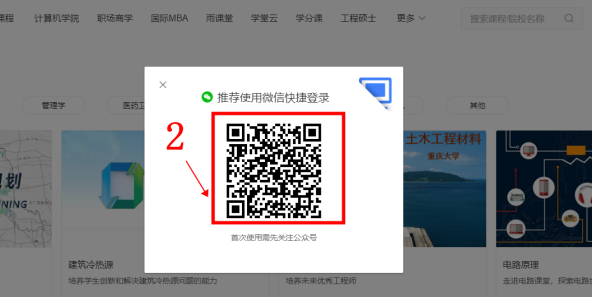 课程 计算机学院 职场商学 国际MBA 雨课堂 学堂云 学分课 工程硕士 更多 搜索课程/院校名称
推荐使用微信快捷登录
管理学 医药卫 其他
2
土木工程材料
重庆大学
划
NING
首次使用需先关注公众号
建筑冷热源
电路原理
培养学生创新和解决建筑冷热源问题的能力 培养未来优秀工程师 走进电路课堂，探索电路